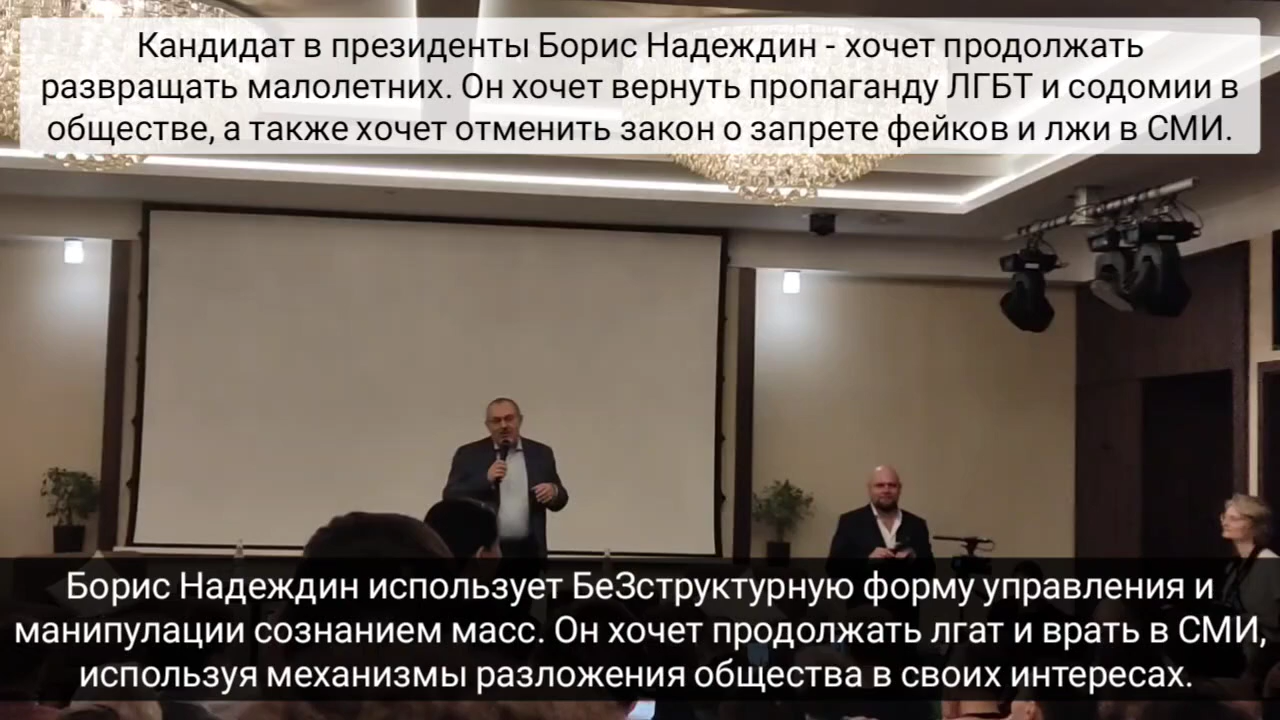 Кандидат в президенты Борис Надеждин - хочет продолжать
развращать малолетних. Он хочет вернуть пропаганду ЛГБТ и содомии в
обществе, а также хочет отменить закон о запрете фейков и лжи в СМИ.
Борис Надеждин использует БеЗструктурную форму управления и
манипулации сознанием масс. Он хочет продолжать лгат и врать в СМИ,
используя механизмы разложения общества в своих интересах.